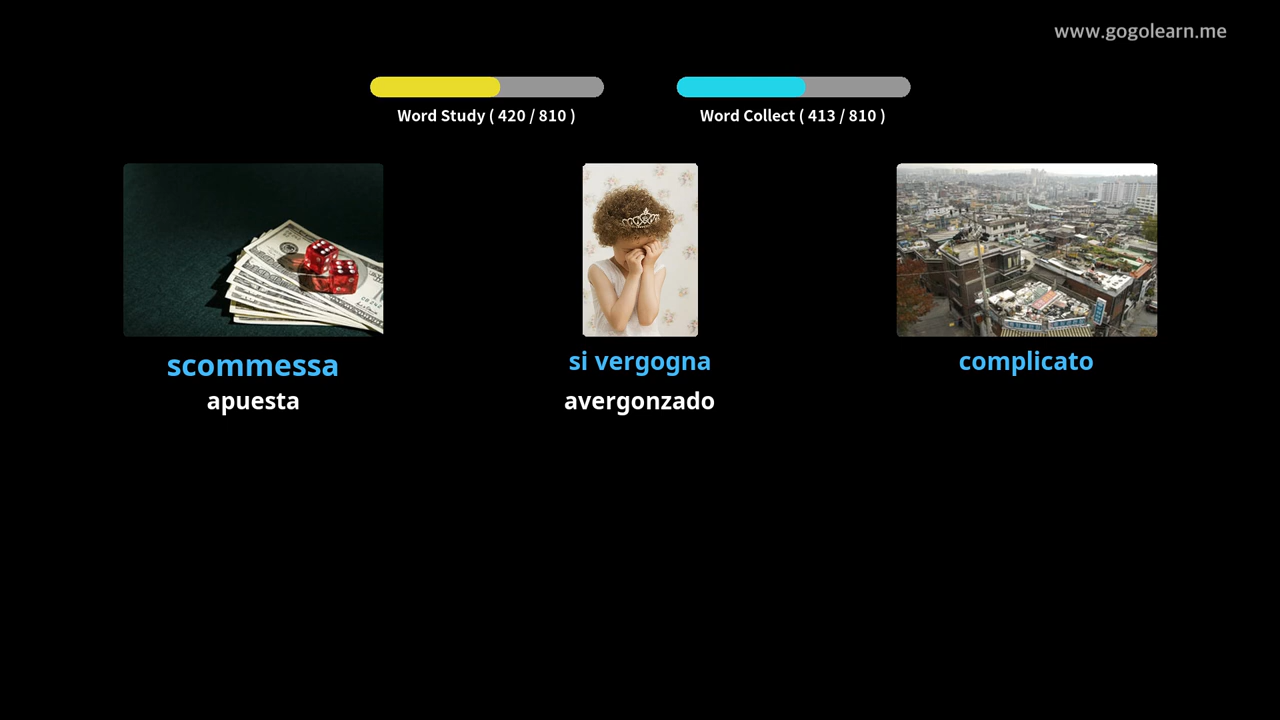 www.gogolearn.me
Word Study ( 420 / 810 )
Word Collect ( 413 / 810 )
scommessa
apuesta
si vergogna
avergonzado
complicato